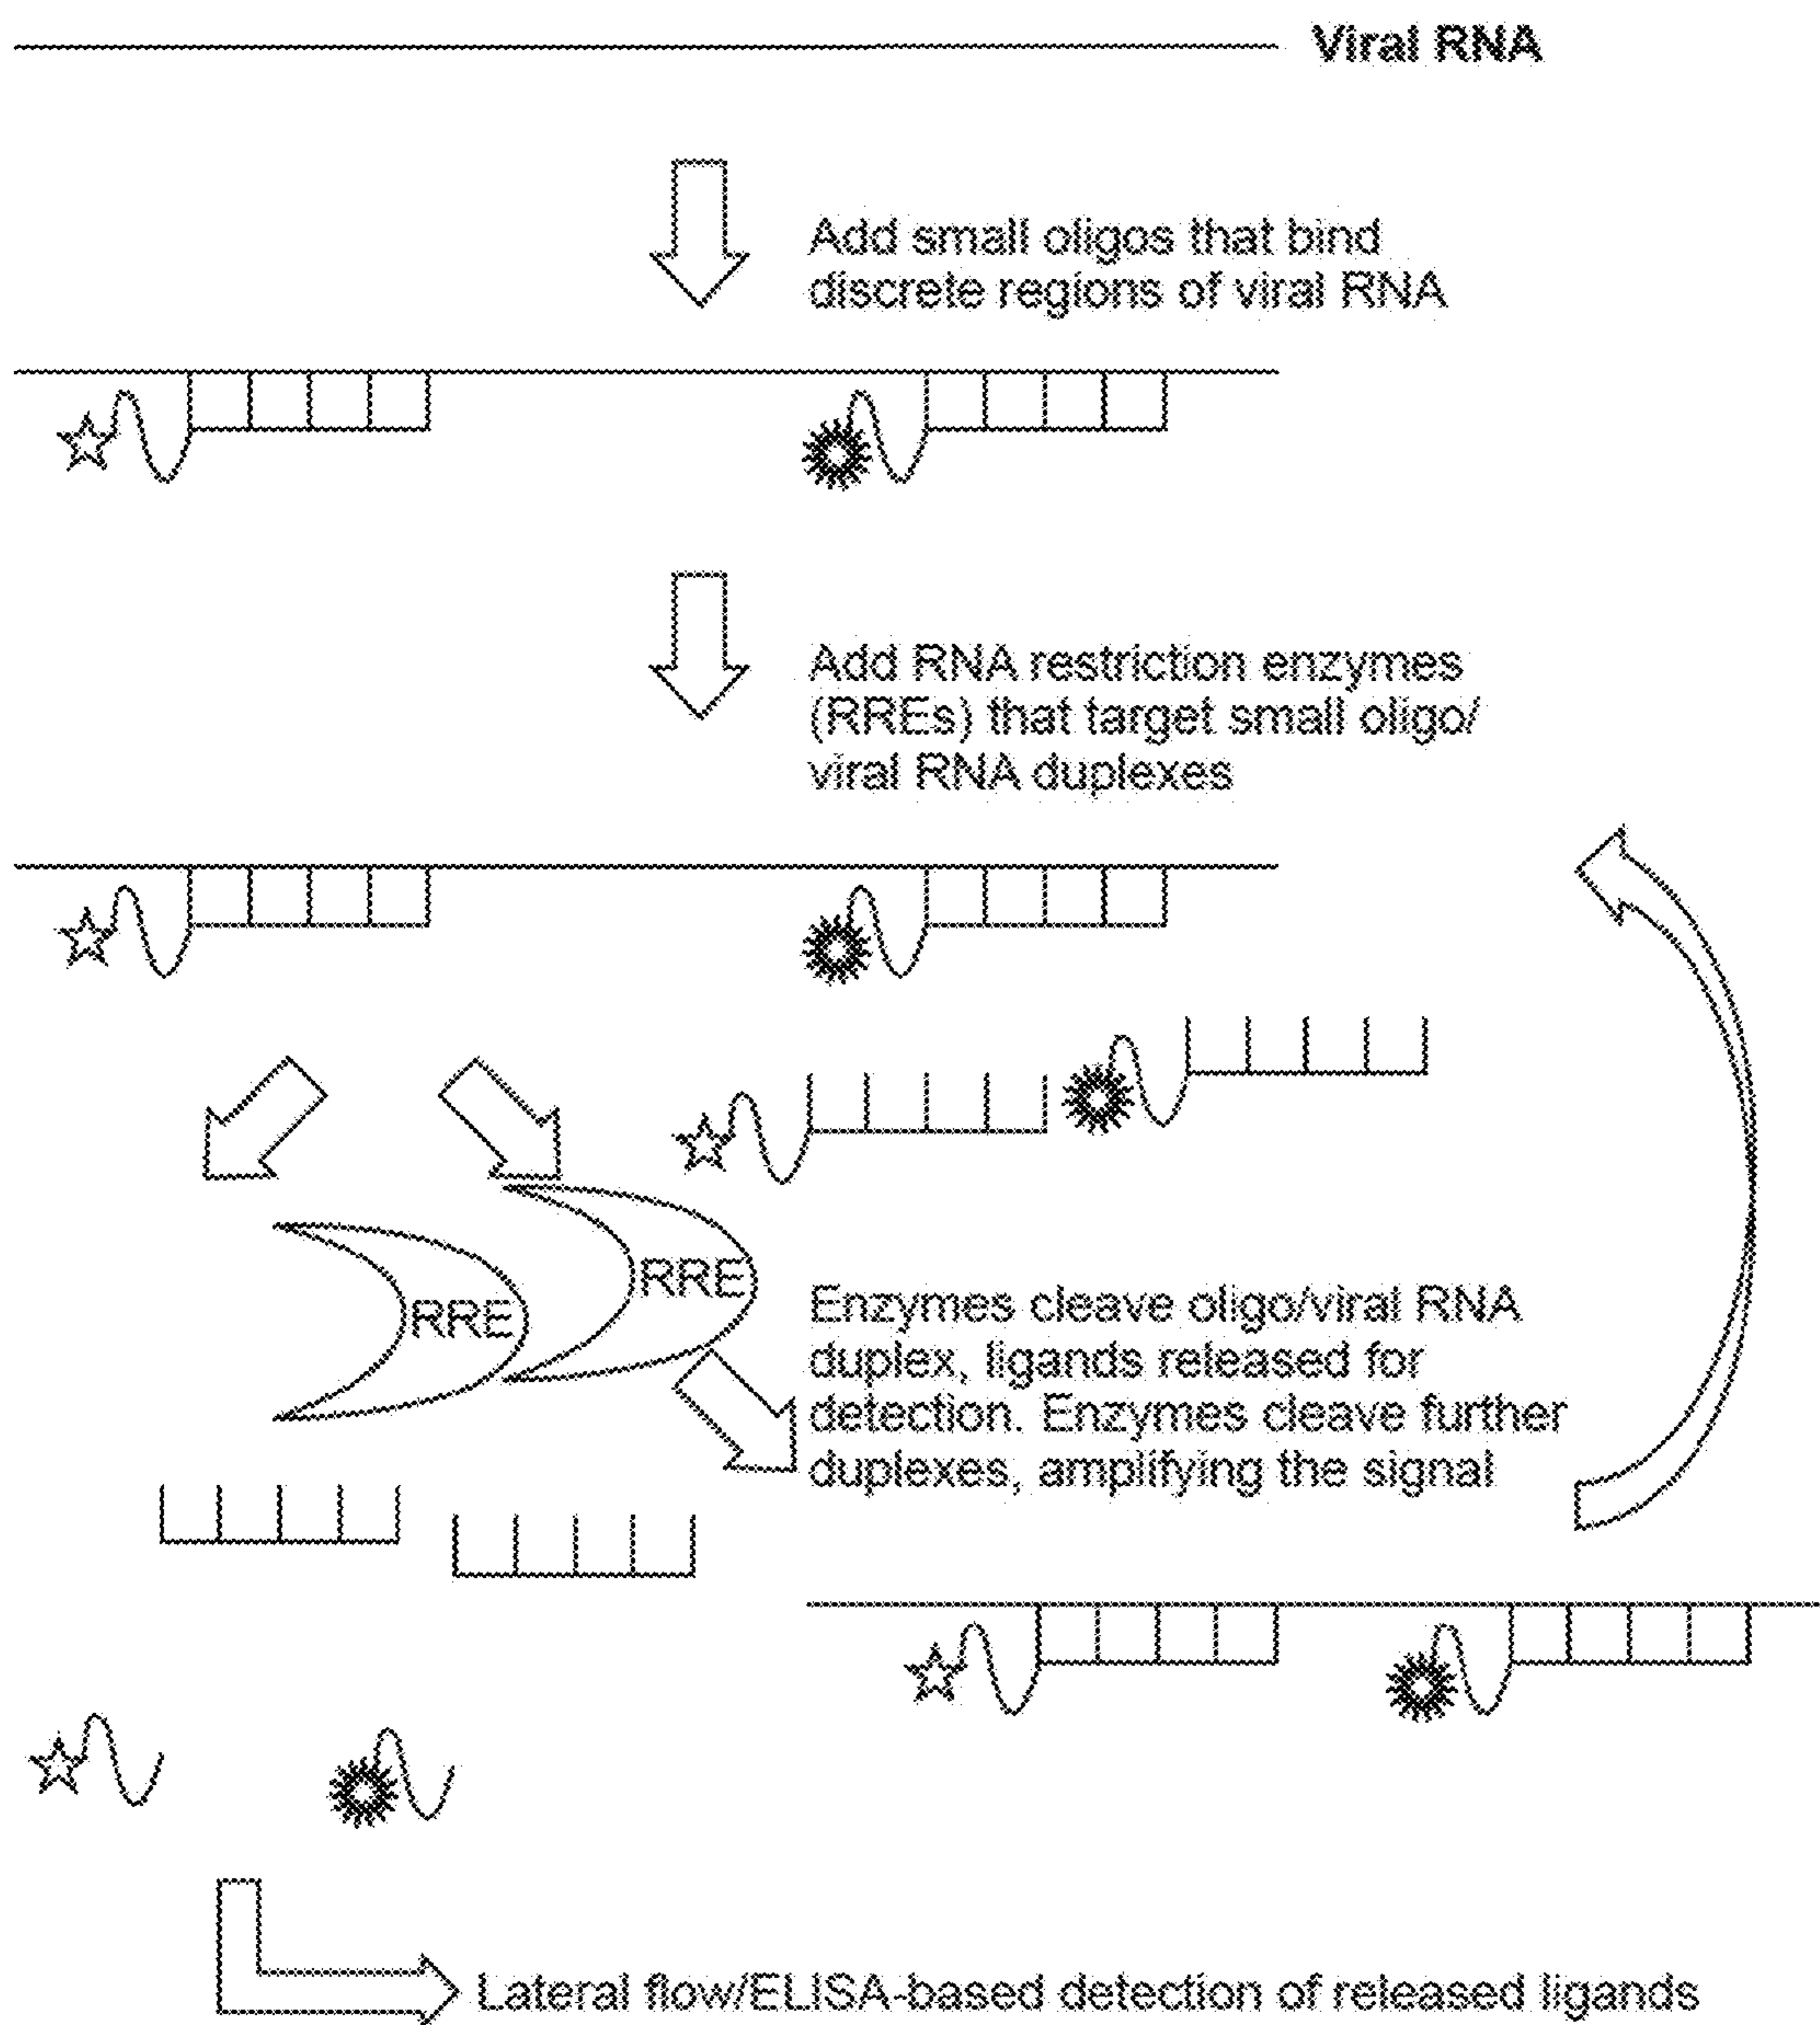 Viral RNA
Add small oligos that bind
discrete regions of viral RNA
Add RNA restriction enzymes
(RREs) that target small oligo/
viral RNA duplexes
RRE
RRE
Enzymes cleave oligo/viral RNA
duplex, ligands released for
detection. Enzymes cleave further
duplexes, amplifying the signal
Lateral flow/ELISA-based detection of released ligands